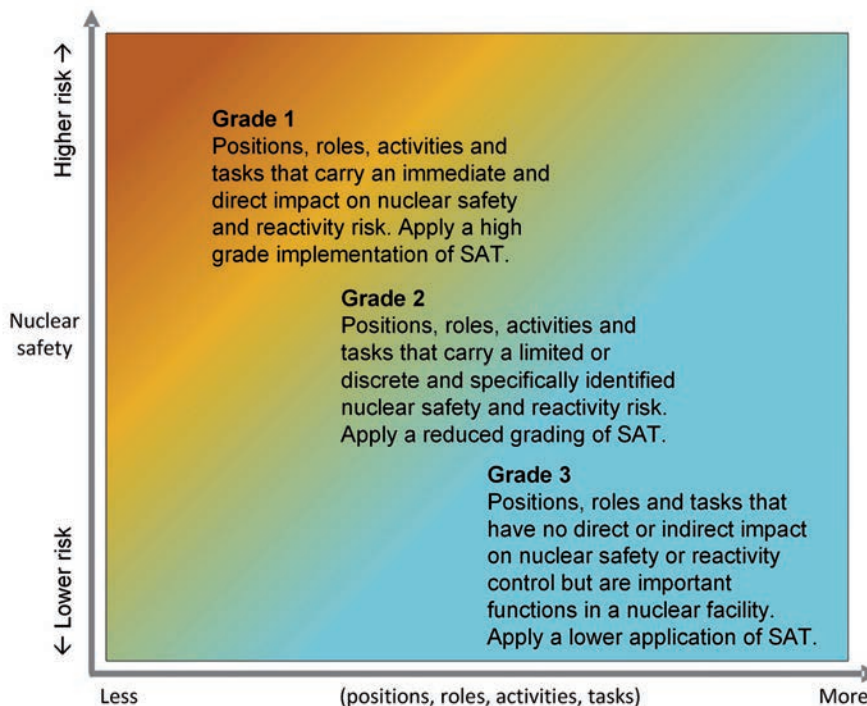 Higher risk →
Grade 1
Positions, roles, activities and
tasks that carry an immediate and
direct impact on nuclear safety
and reactivity risk. Apply a high
grade implementation of SAT.
Nuclear
safety
Grade 2
Positions, roles, activities and
tasks that carry a limited or
discrete and specifically identified
nuclear safety and reactivity risk.
Apply a reduced grading of SAT.
← Lower risk
Grade 3
Positions, roles and tasks that
have no direct or indirect impact
on nuclear safety or reactivity
control but are important
functions in a nuclear facility.
Apply a lower application of SAT.
Less
(positions, roles, activities, tasks)
More